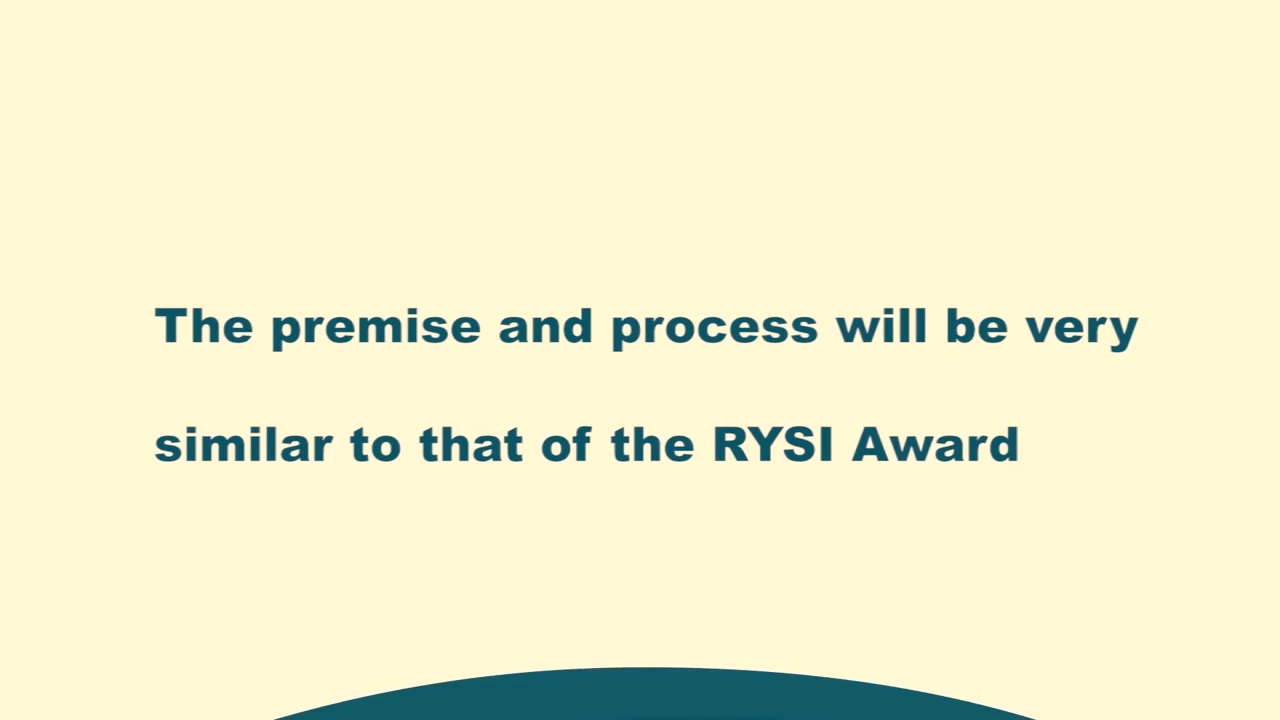 The premise and process will be very
similar to that of the RYSI Award